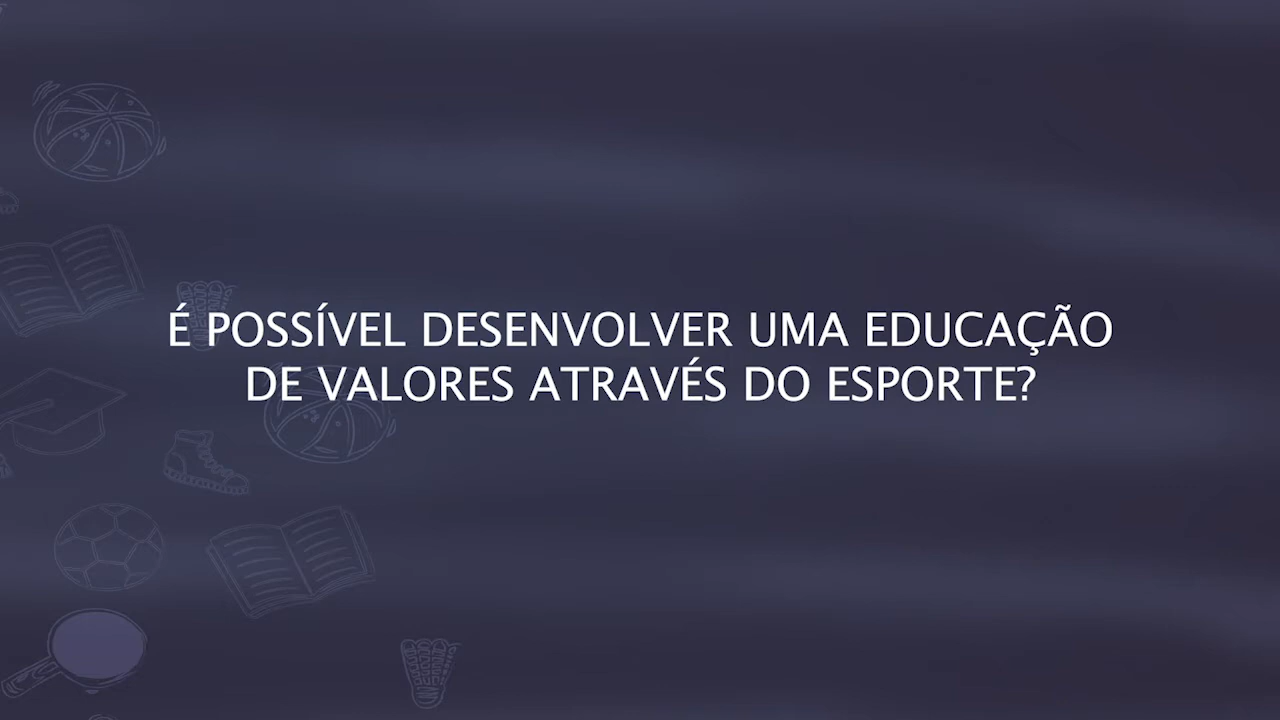 É POSSÍVEL DESENVOLVER UMA EDUCAÇÃO
DE VALORES ATRAVÉS DO ESPORTE?